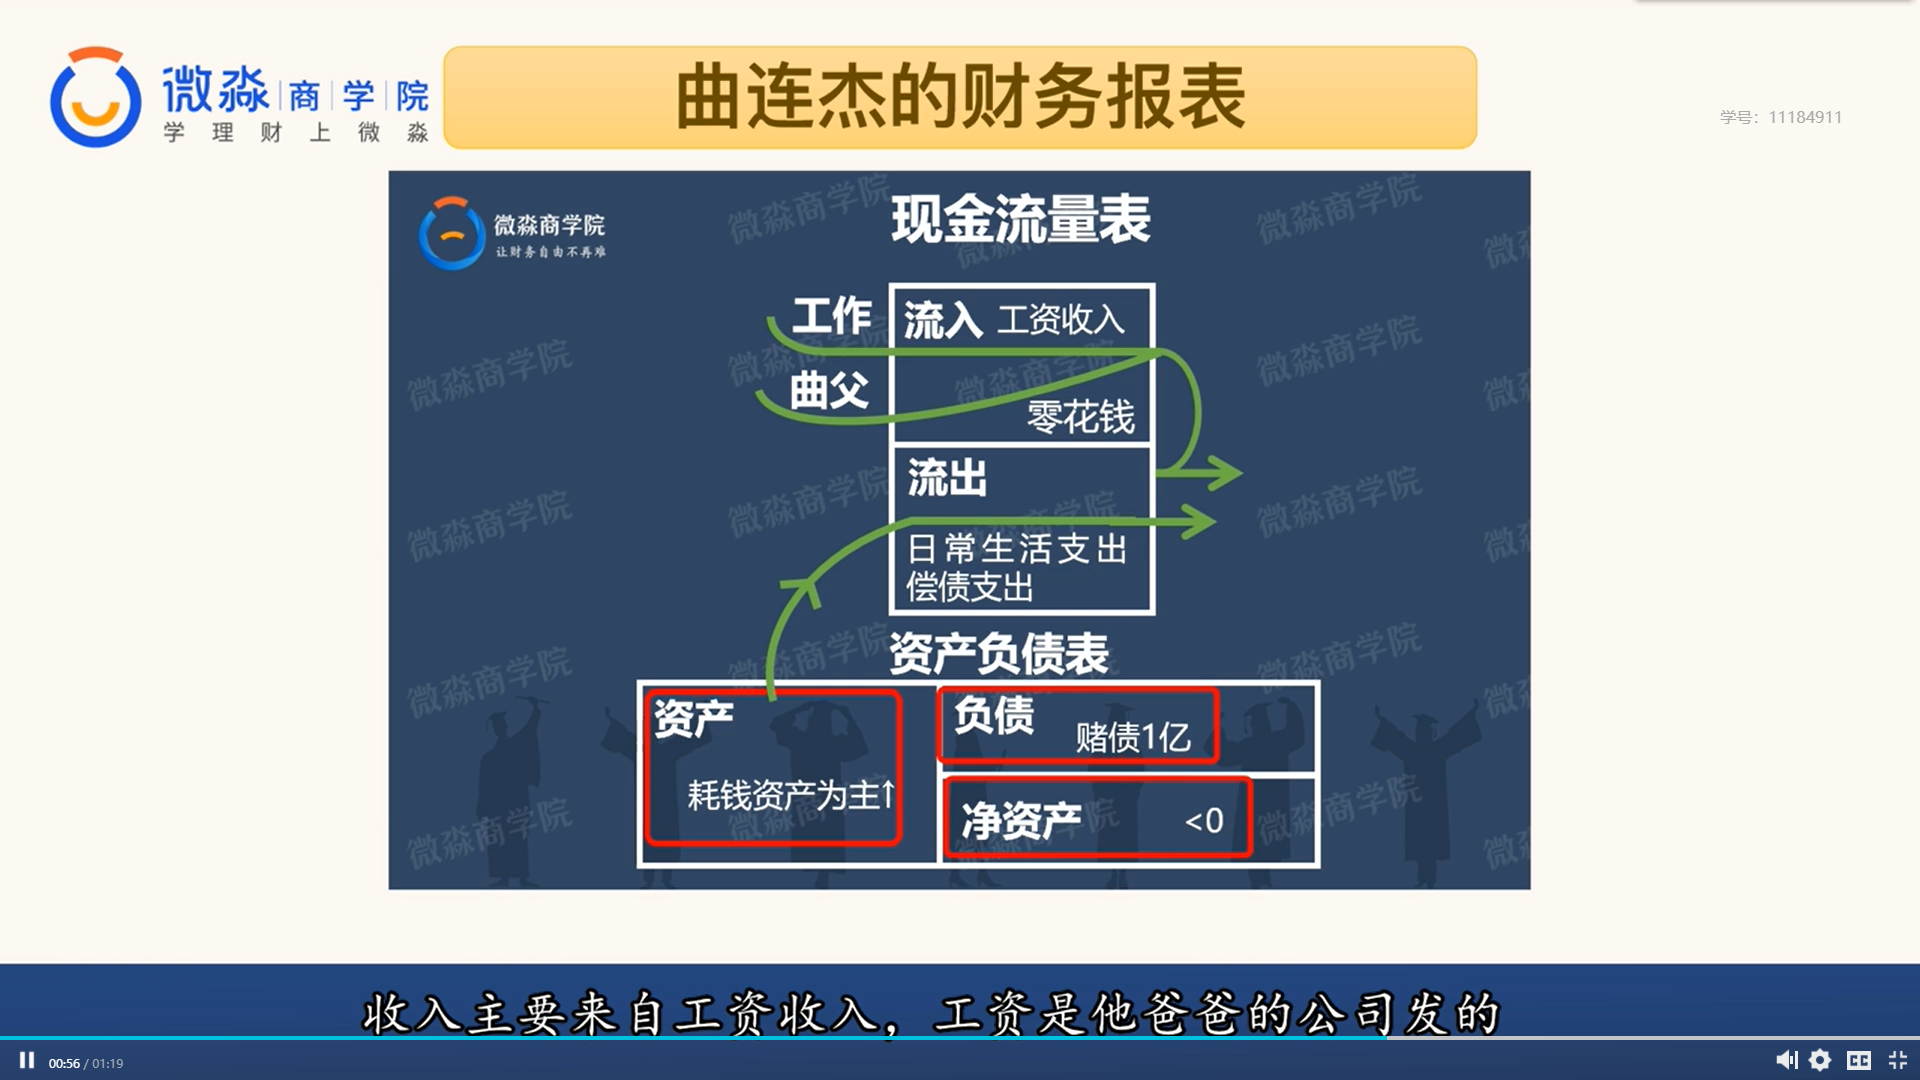 微淼商学院
学理财上微淼
曲连杰的财务报表
学号：11184911
微淼商学院
让财务自由不再难
现金流量表
工作
流入 工资收入
曲父
零花钱
流出
日常生活支出
偿债支出
资产负债表
资产
耗钱资产为主↑
负债
赌债1亿
净资产 <0
收入主要来自工资收入，工资是他爸爸的公司发的
00:56 / 01:19
CC